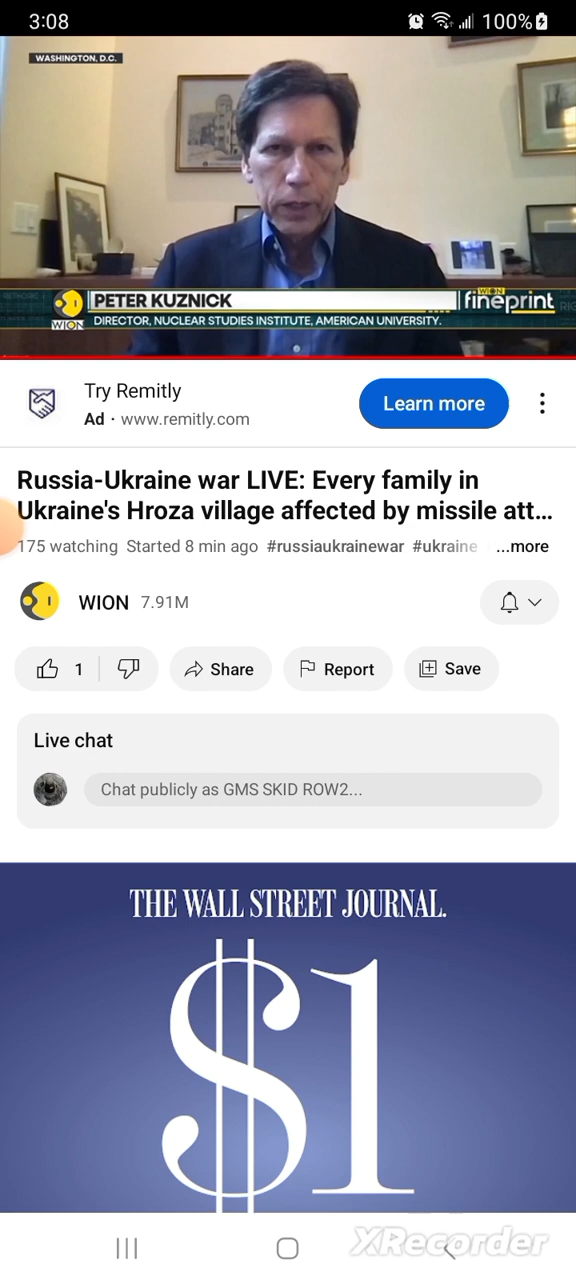 3:08
100%
WASHINGTON, D.C.
PETER KUZNICK
WION
fineprint
WION
DIRECTOR, NUCLEAR STUDIES INSTITUTE, AMERICAN UNIVERSITY.
Try Remitly
Ad · www.remitly.com
Learn more
Russia-Ukraine war LIVE: Every family in
Ukraine's Hroza village affected by missile att...
175 watching Started 8 min ago #russiaukrainewar #ukraine ...more
WION 7.91M
1
Share
Report
Save
Live chat
Chat publicly as GMS SKID ROW2...
THE WALL STREET JOURNAL.
$1
XRecorder